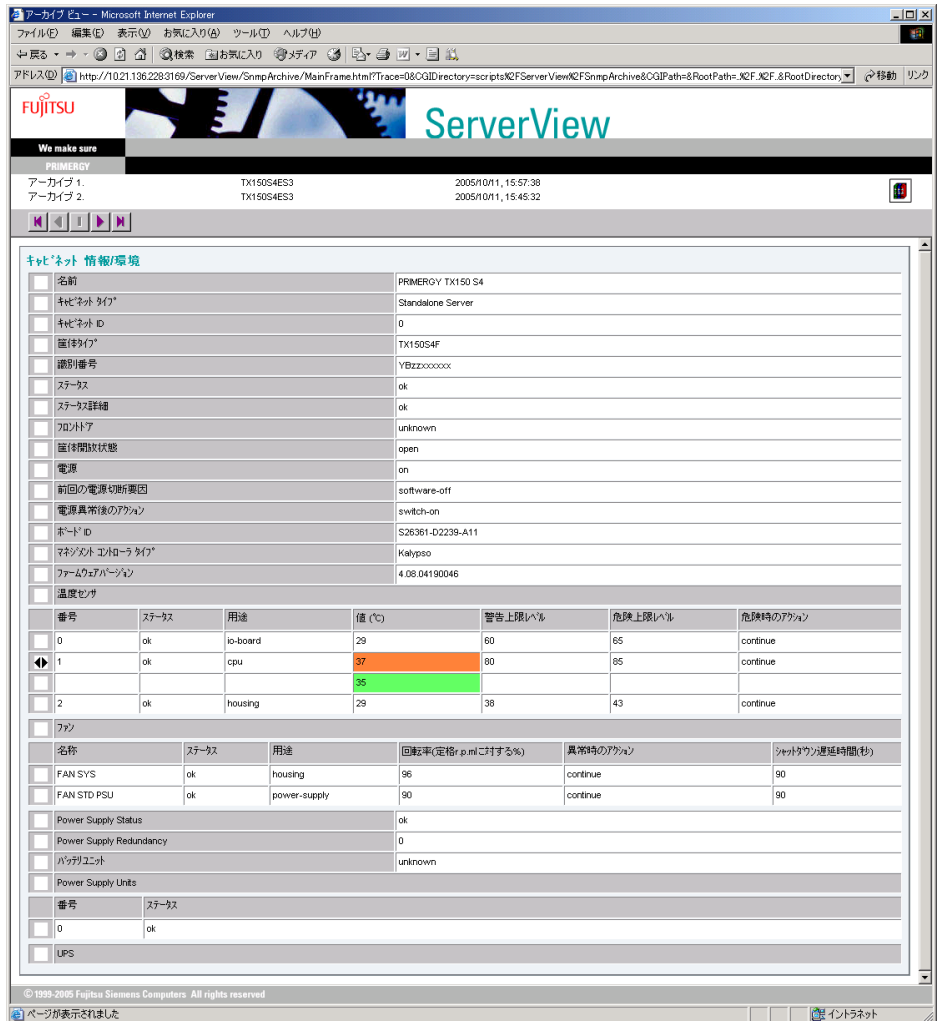 アーカイブ ビュー - Microsoft Internet Explorer
ファイル(F) 編集(E) 表示(V) お気に入り(A) ツール(T) ヘルプ(H)
戻る 検索 お気に入り メディア
アドレス(D) http://10.21.136.228:3169/ServerView/SnmpArchive/MainFrame.html?Trace=0&CGIDirectory=scripts%2FServerView%2FSnmpArchive&CGIPath=&RootPath=..%2F..%2F..&RootDirectory 移動 リンク
FUJITSU
ServerView
We make sure
PRIMERGY
アーカイブ 1. TX150S4ES3 2005/10/11, 15:57:38
アーカイブ 2. TX150S4ES3 2005/10/11, 15:45:32
キャビネット 情報/環境
名前 PRIMERGY TX150 S4
キャビネット タイプ Standalone Server
キャビネット ID 0
筐体タイプ TX150S4F
識別番号 YBzzxxxxxx
ステータス ok
ステータス詳細 ok
フロントドア unknown
筐体開放状態 open
電源 on
前回の電源切断要因 software-off
電源異常後のアクション switch-on
ボード ID S26361-D2239-A11
マネジメント コントローラ タイプ Kalypso
ファームウェアバージョン 4.08.04190046
温度センサ
番号 ステータス 用途 値 (℃) 警告上限レベル 危険上限レベル 危険時のアクション
0 ok io-board 29 60 65 continue
1 ok cpu 37 80 85 continue
35
2 ok housing 29 38 43 continue
ファン
名称 ステータス 用途 回転率(定格r.p.mに対する%) 異常時のアクション シャットダウン遅延時間(秒)
FAN SYS ok housing 96 continue 90
FAN STD PSU ok power-supply 90 continue 90
Power Supply Status ok
Power Supply Redundancy 0
バッテリユニット unknown
Power Supply Units
番号 ステータス
0 ok
UPS
© 1999-2005 Fujitsu Siemens Computers All rights reserved
ページが表示されました イントラネット